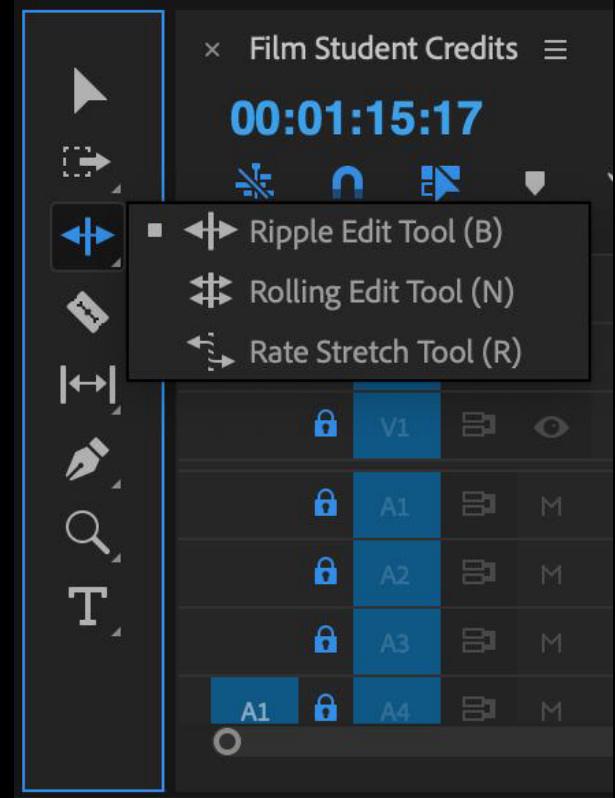 × Film Student Credits
00:01:15:17
Ripple Edit Tool (B)
Rolling Edit Tool (N)
Rate Stretch Tool (R)
V1
A1 M
A2 M
A3 M
A1 A4 M